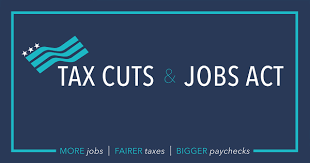 TAX CUTS & JOBS ACT
MORE jobs | FAIRER taxes | BIGGER paychecks